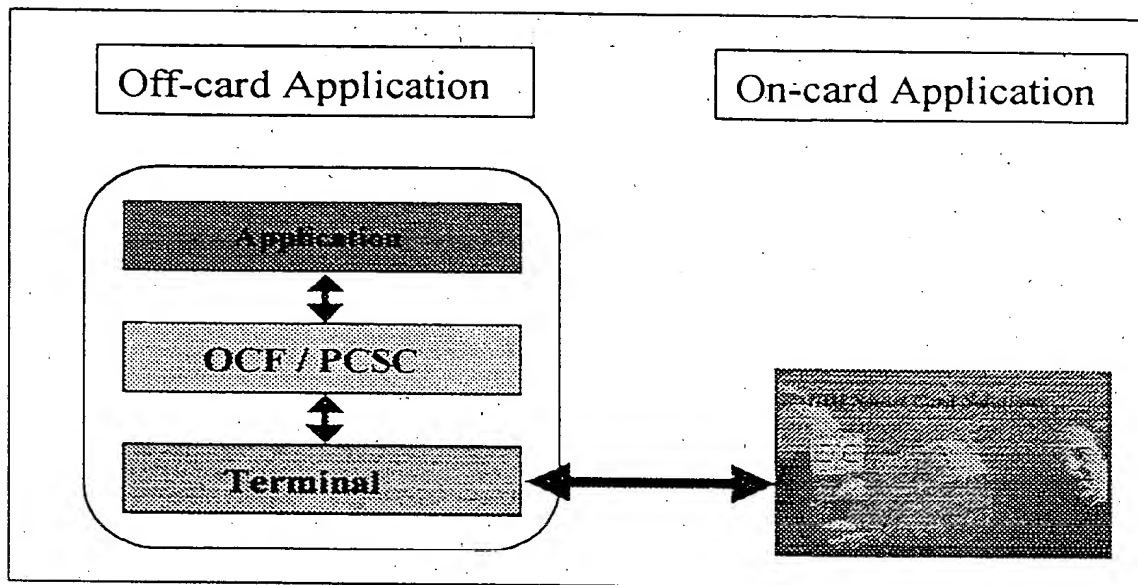 Off-card Application
On-card Application
Application
OCF / PCSC
Terminal